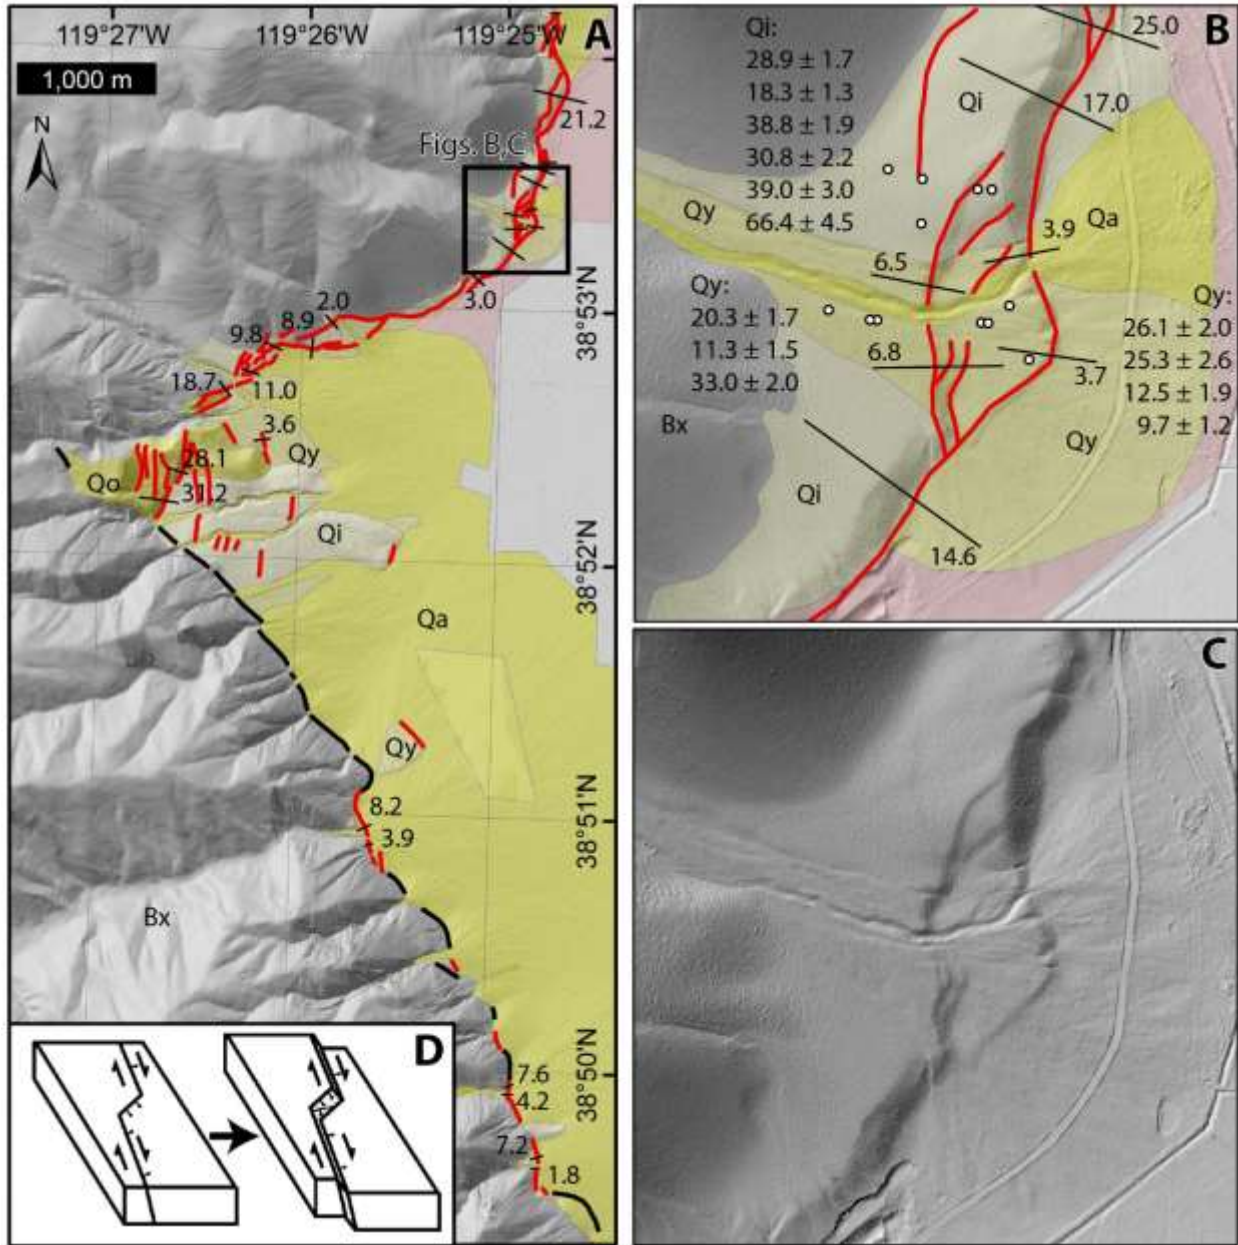 119°27'W
119°26'W
119°25'W
A
1,000 m
N
Figs. B,C
21.2
3.0
2.0
8.9
9.8
18.7
11.0
3.6
Qy
28.1
Qo
31.2
Qi
Qa
Qy
8.2
3.9
Bx
7.6
4.2
7.2
1.8
38°53'N
38°52'N
38°51'N
38°50'N
D
B
25.0
Qi:
28.9 ± 1.7
18.3 ± 1.3
38.8 ± 1.9
30.8 ± 2.2
39.0 ± 3.0
66.4 ± 4.5
Qi
17.0
Qy
Qa
3.9
6.5
Qy:
20.3 ± 1.7
11.3 ± 1.5
33.0 ± 2.0
6.8
3.7
Qy:
26.1 ± 2.0
25.3 ± 2.6
12.5 ± 1.9
9.7 ± 1.2
Bx
Qi
Qy
14.6
C